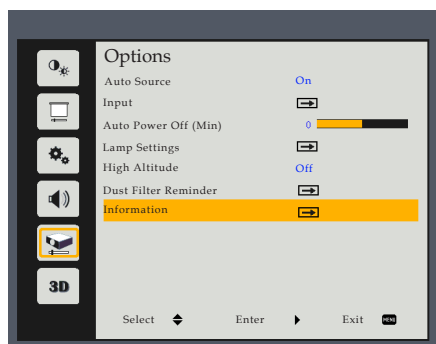 Options
Auto Source On
Input
Auto Power Off (Min) 0
Lamp Settings
High Altitude Off
Dust Filter Reminder
Information
3D
Select Enter Exit MENU